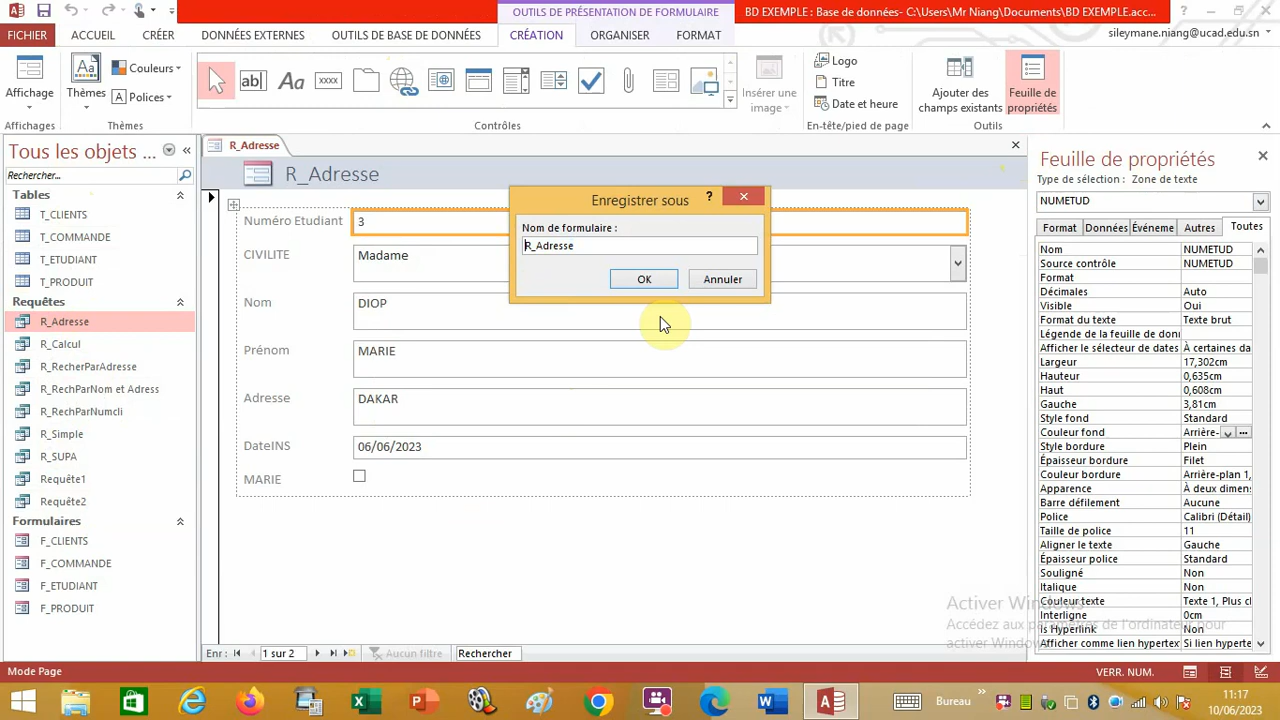 OUTILS DE PRÉSENTATION DE FORMULAIRE
BD EXEMPLE : Base de données- C:\Users\Mr Niang\Documents\BD EXEMPLE.acc...
FICHIER
ACCUEIL
CRÉER
DONNÉES EXTERNES
OUTILS DE BASE DE DONNÉES
CRÉATION
ORGANISER
FORMAT
sileymane.niang@ucad.edu.sn
Affichage
Thèmes
Couleurs
Polices
ab|
Aa
XXXX
Insérer une image
Logo
Titre
Date et heure
Ajouter des champs existants
Feuille de propriétés
Affichages
Thèmes
Contrôles
En-tête/pied de page
Outils
Tous les objets ...
Rechercher...
Tables
T_CLIENTS
T_COMMANDE
T_ETUDIANT
T_PRODUIT
Requêtes
R_Adresse
R_Calcul
R_RecherParAdresse
R_RechParNom et Adress
R_RechParNumcli
R_Simple
R_SUPA
Requête1
Requête2
Formulaires
F_CLIENTS
F_COMMANDE
F_ETUDIANT
F_PRODUIT
R_Adresse
R_Adresse
Numéro Etudiant 3
CIVILITE Madame
Nom DIOP
Prénom MARIE
Adresse DAKAR
DateINS 06/06/2023
MARIE
Enregistrer sous
?
Nom de formulaire :
R_Adresse
OK
Annuler
Enr :
1 sur 2
Aucun filtre
Rechercher
Feuille de propriétés
Type de sélection : Zone de texte
NUMETUD
Format
Données
Événeme
Autres
Toutes
Nom NUMETUD
Source contrôle NUMETUD
Format
Décimales Auto
Visible Oui
Format du texte Texte brut
Légende de la feuille de donn
Afficher le sélecteur de dates À certaines da
Largeur 17,302cm
Hauteur 0,635cm
Haut 0,608cm
Gauche 3,81cm
Style fond Standard
Couleur fond Arrière-
Style bordure Plein
Épaisseur bordure Filet
Couleur bordure Arrière-plan 1,
Apparence À deux dimens
Barre défilement Aucune
Police Calibri (Détail)
Taille de police 11
Aligner le texte Gauche
Épaisseur police Standard
Souligné Non
Italique Non
Couleur texte Texte 1, Plus cl
Interligne 0cm
Is Hyperlink Non
Afficher comme lien hypertex Si lien hyperte
Activer Windows
Accédez aux paramètres de l'ordinateur pour
activer Windows.
Mode Page
VERR. NUM.
Bureau
11:17
10/06/2023